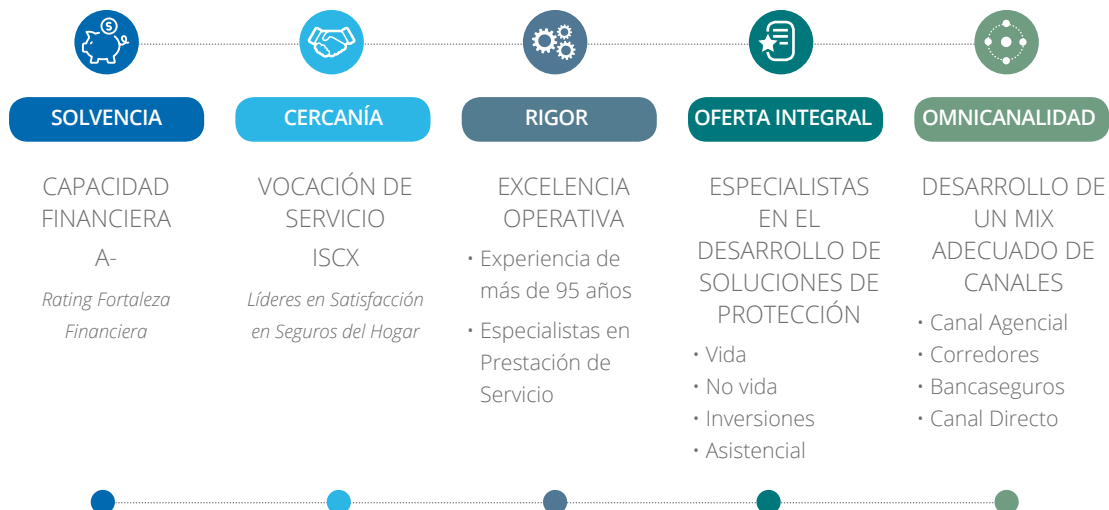 SOLVENCIA
CAPACIDAD
FINANCIERA
A-
Rating Fortaleza
Financiera
CERCANÍA
VOCACIÓN DE
SERVICIO
ISCX
Líderes en Satisfacción
en Seguros del Hogar
RIGOR
EXCELENCIA
OPERATIVA
• Experiencia de
más de 95 años
• Especialistas en
Prestación de
Servicio
OFERTA INTEGRAL
ESPECIALISTAS
EN EL
DESARROLLO DE
SOLUCIONES DE
PROTECCIÓN
• Vida
• No vida
• Inversiones
• Asistencial
OMNICANALIDAD
DESARROLLO DE
UN MIX
ADECUADO DE
CANALES
• Canal Agencial
• Corredores
• Bancaseguros
• Canal Directo